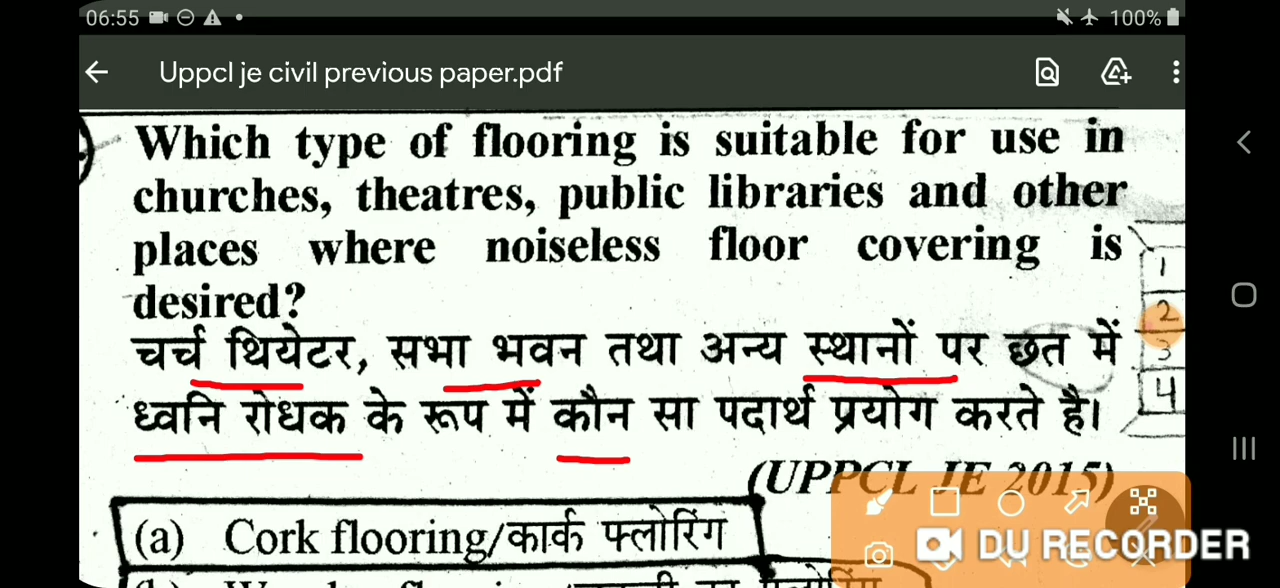 06:55
100%
Uppcl je civil previous paper.pdf
Which type of flooring is suitable for use in
churches, theatres, public libraries and other
places where noiseless floor covering is
desired?
चर्च थियेटर, सभा भवन तथा अन्य स्थानों पर छत में
ध्वनि रोधक के रूप में कौन सा पदार्थ प्रयोग करते है।
(UPPCL JE 2015)
(a) Cork flooring/कार्क फ्लोरिंग
1
2
3
4
DU RECORDER